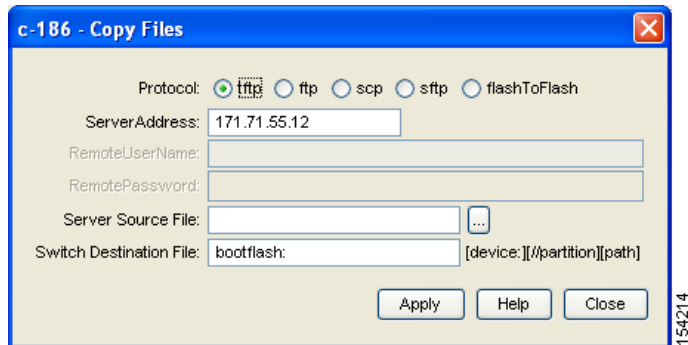 c-186 - Copy Files
Protocol: tftp ftp scp sftp flashToFlash
ServerAddress: 171.71.55.12
RemoteUserName:
RemotePassword:
Server Source File: ...
Switch Destination File: bootflash: [device:][//partition][path]
Apply Help Close
154214